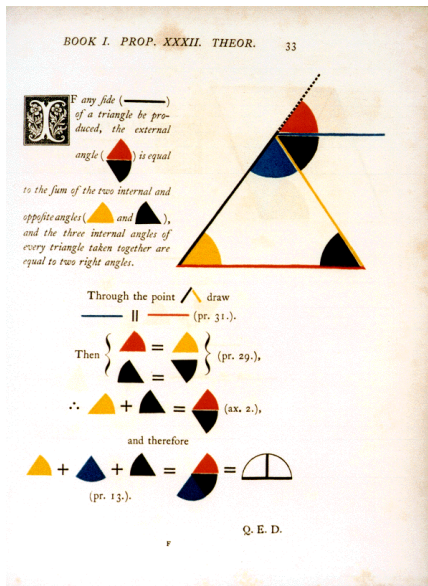 BOOK I. PROP. XXXII. THEOR. 33
IF any side ( )
of a triangle be pro-
duced, the external
angle ( ) is equal
to the sum of the two internal and
opposite angles ( and ),
and the three internal angles of
every triangle taken together are
equal to two right angles.
Through the point draw
|| (pr. 31.).
Then { = } (pr. 29.),
=
∴ + = (ax. 2.),
and therefore
+ + = =
(pr. 13.).
Q. E. D.
F